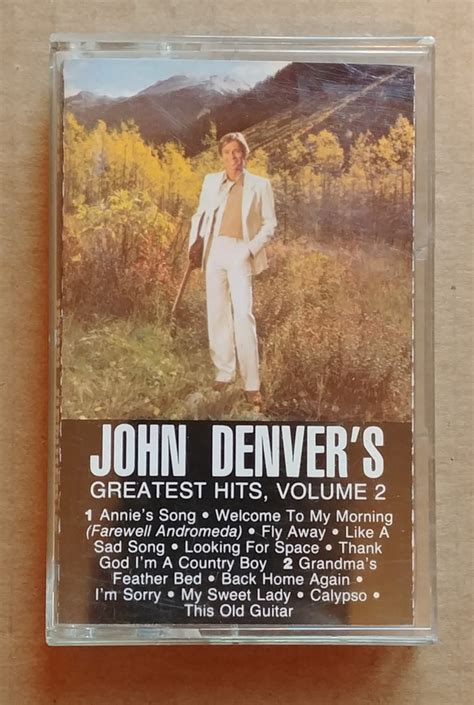 JOHN DENVER'S
GREATEST HITS, VOLUME 2
1 Annie's Song • Welcome To My Morning
(Farewell Andromeda) • Fly Away • Like A
Sad Song • Looking For Space • Thank
God I'm A Country Boy 2 Grandma's
Feather Bed • Back Home Again •
I'm Sorry • My Sweet Lady • Calypso •
This Old Guitar